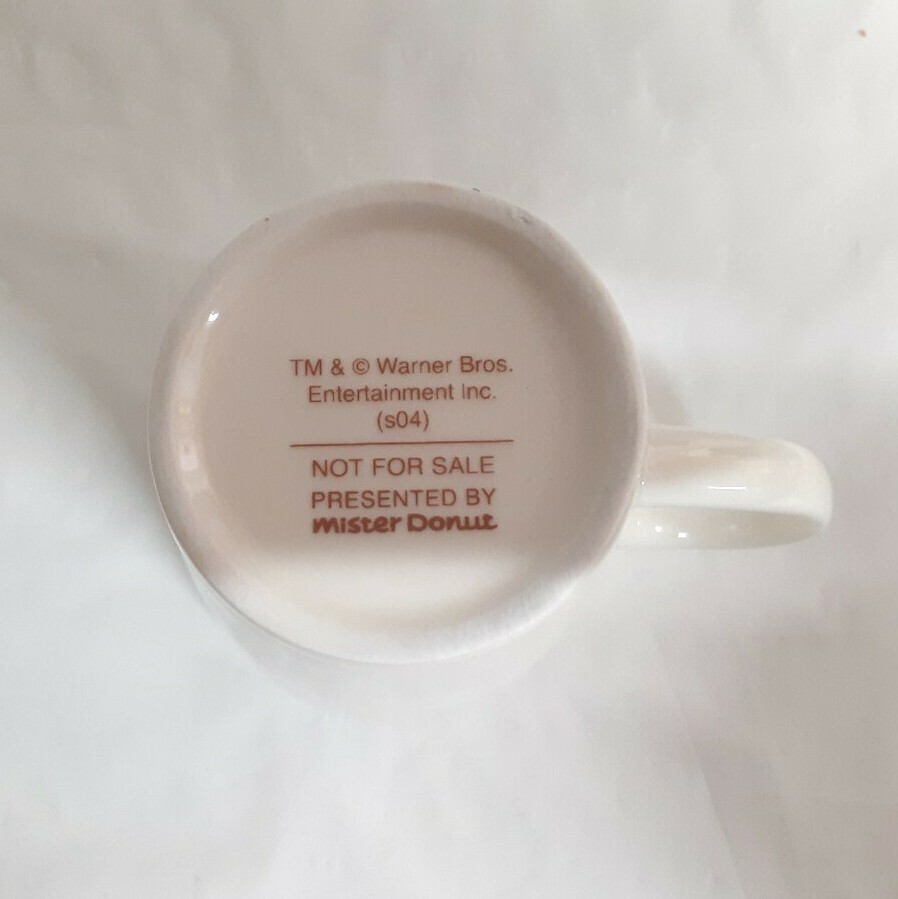 TM & © Warner Bros.
Entertainment Inc.
(s04)
NOT FOR SALE
PRESENTED BY
mister Donut